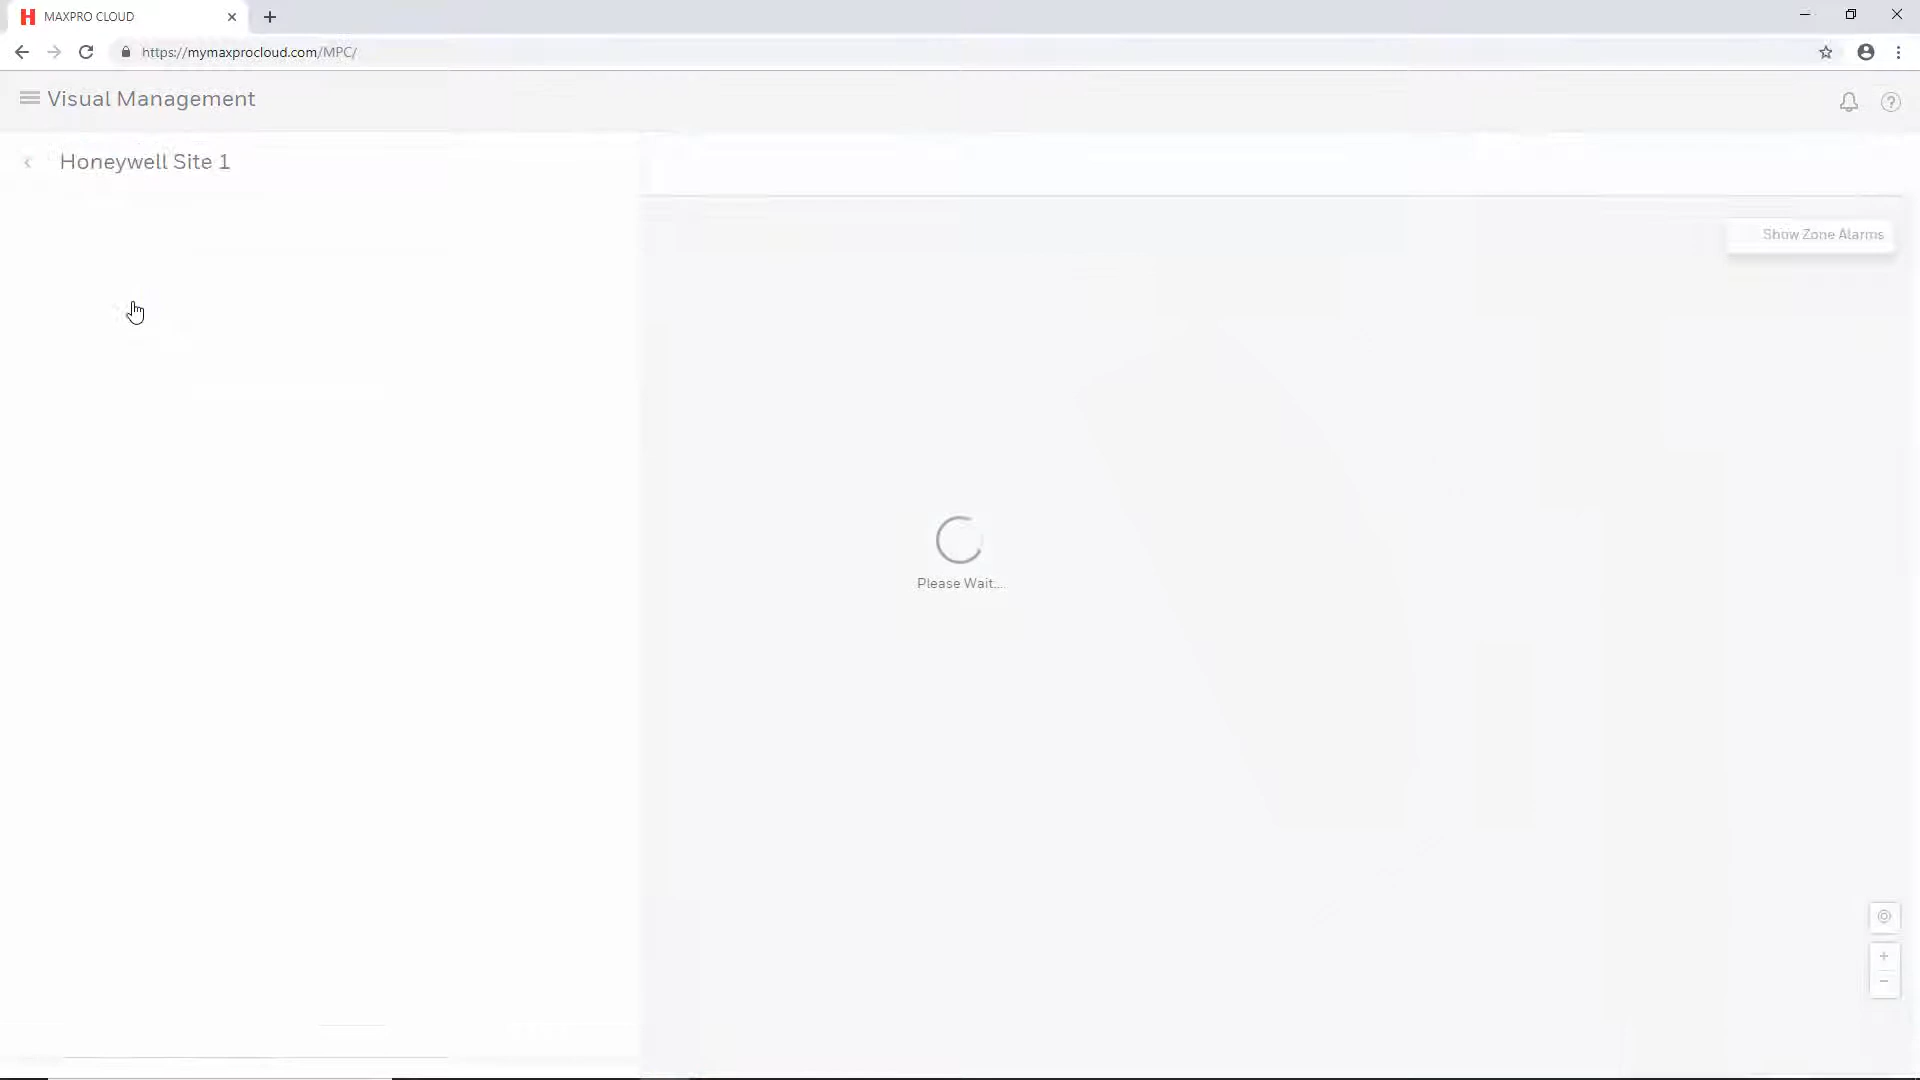 MAXPRO CLOUD
https://mymaxprocloud.com/MPC/
Visual Management
Honeywell Site 1
Show Zone Alarms
Please Wait...